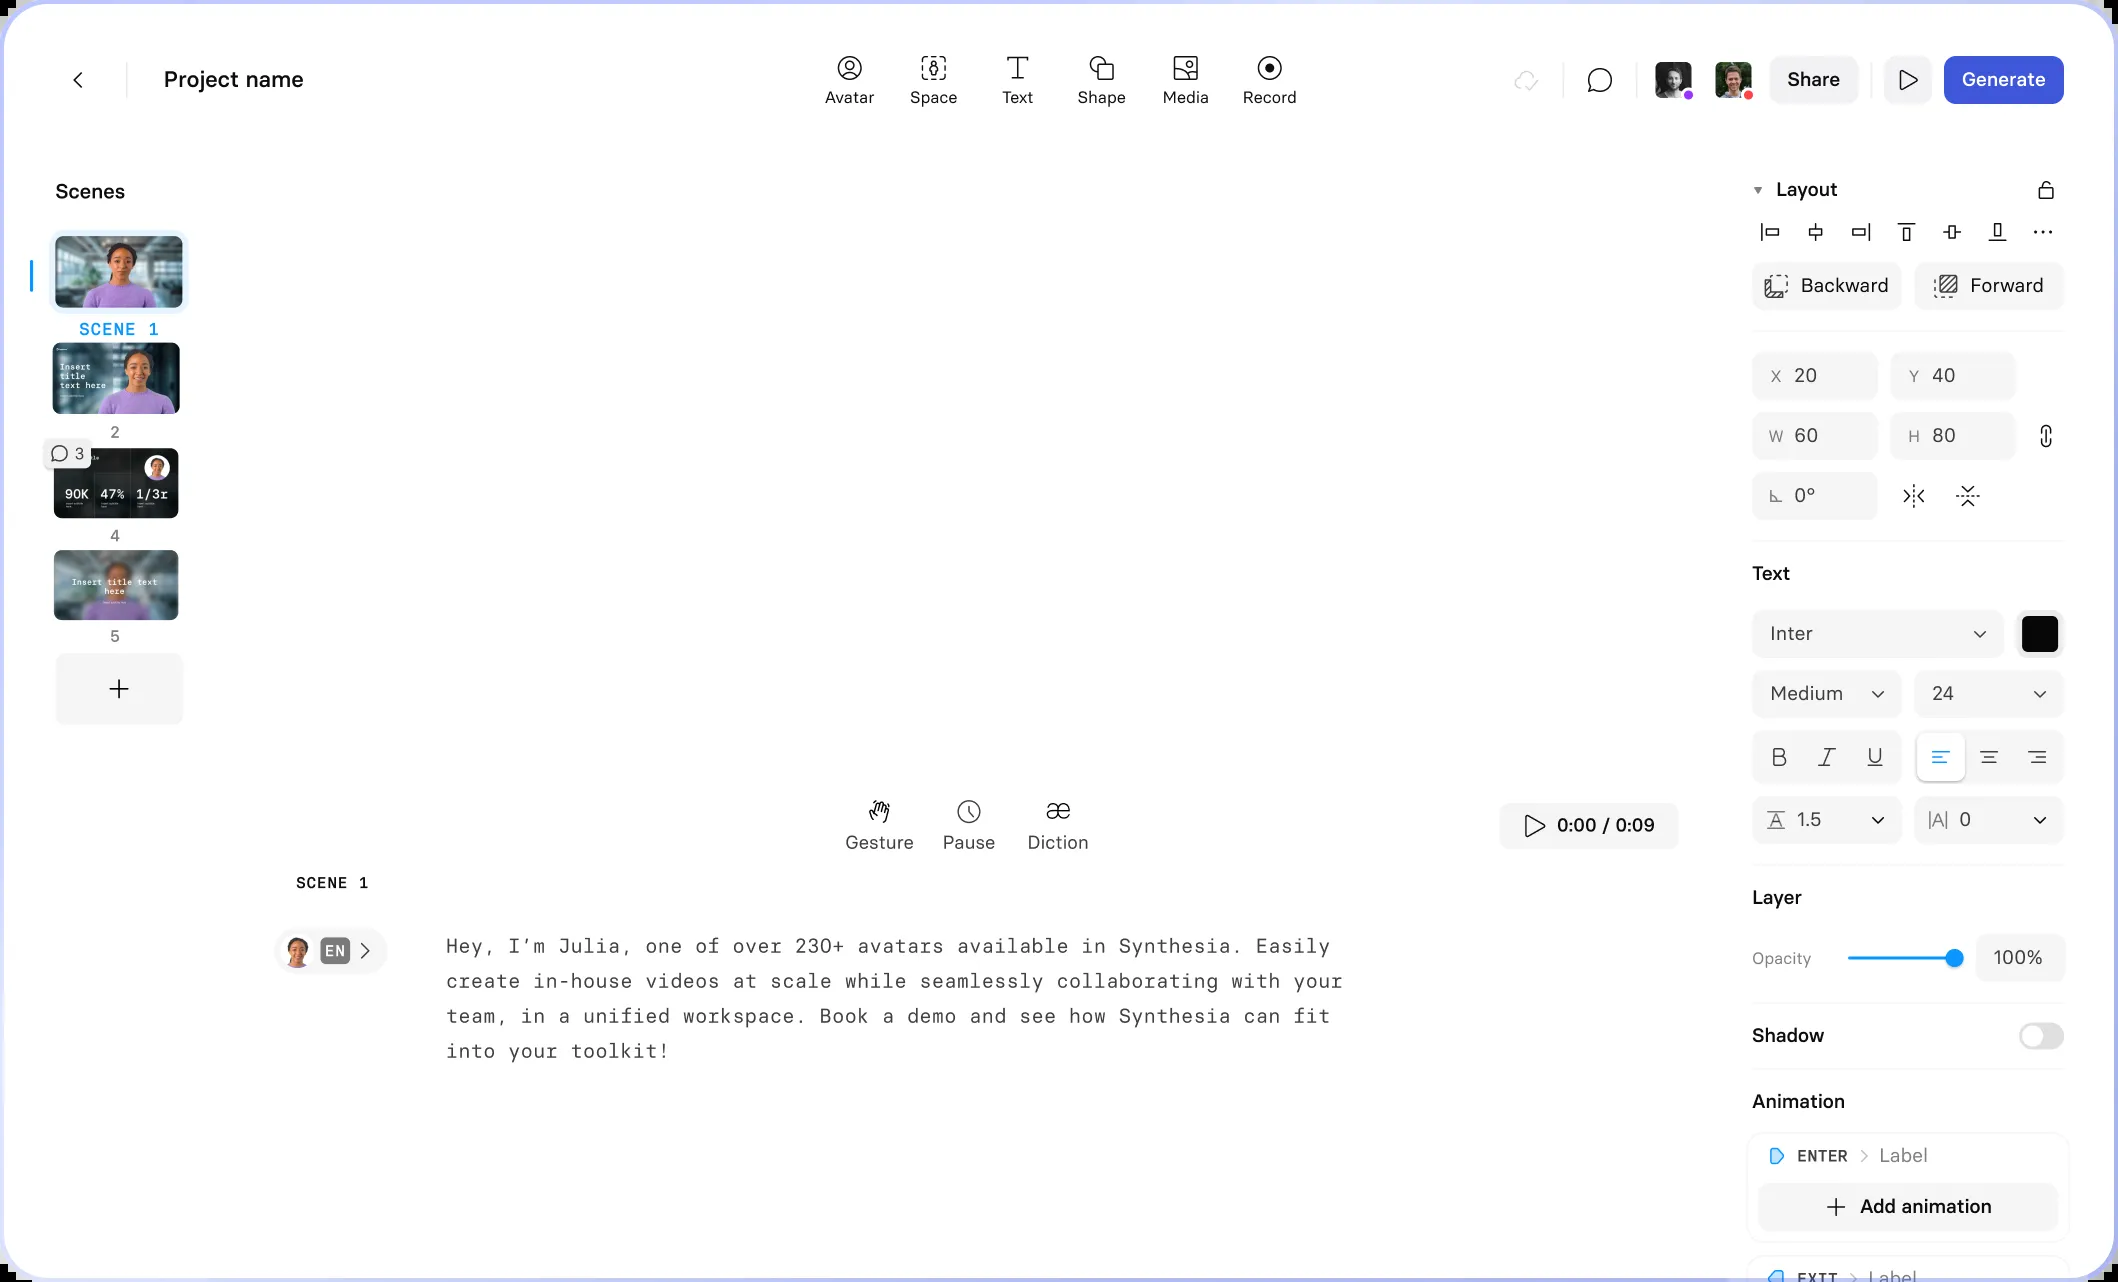 Project name
Avatar
Space
Text
Shape
Media
Record
Share
Generate
Scenes
SCENE 1
Insert
title
text here
2
3
90K 47% 1/3r
4
Insert title text
here
5
Gesture
Pause
Diction
0:00 / 0:09
SCENE 1
EN
Hey, I’m Julia, one of over 230+ avatars available in Synthesia. Easily
create in-house videos at scale while seamlessly collaborating with your
team, in a unified workspace. Book a demo and see how Synthesia can fit
into your toolkit!
Layout
Backward
Forward
X 20
Y 40
W 60
H 80
0°
Text
Inter
Medium
24
B I U
A 1.5
|A| 0
Layer
Opacity
100%
Shadow
Animation
ENTER > Label
+ Add animation
EXIT > Label